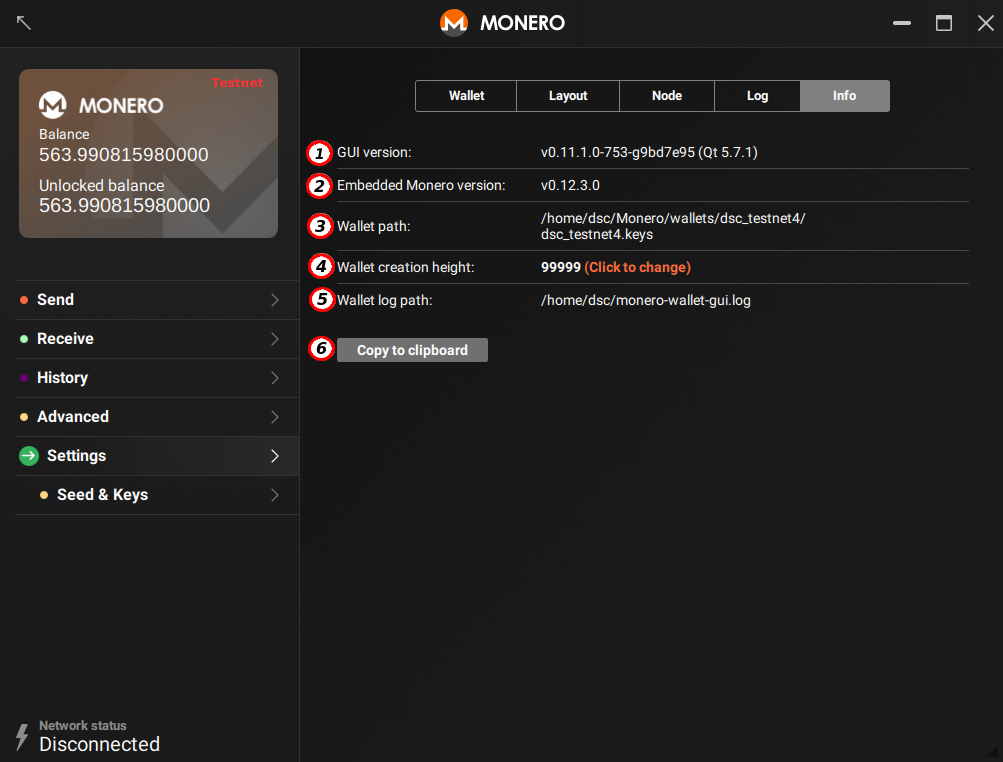 MONERO
Testnet
MONERO
Balance
563.990815980000
Unlocked balance
563.990815980000
Send
Receive
History
Advanced
Settings
Seed & Keys
Network status
Disconnected
Wallet Layout Node Log Info
1 GUI version: v0.11.1.0-753-g9bd7e95 (Qt 5.7.1)
2 Embedded Monero version: v0.12.3.0
3 Wallet path: /home/dsc/Monero/wallets/dsc_testnet4/
dsc_testnet4.keys
4 Wallet creation height: 99999 (Click to change)
5 Wallet log path: /home/dsc/monero-wallet-gui.log
6 Copy to clipboard